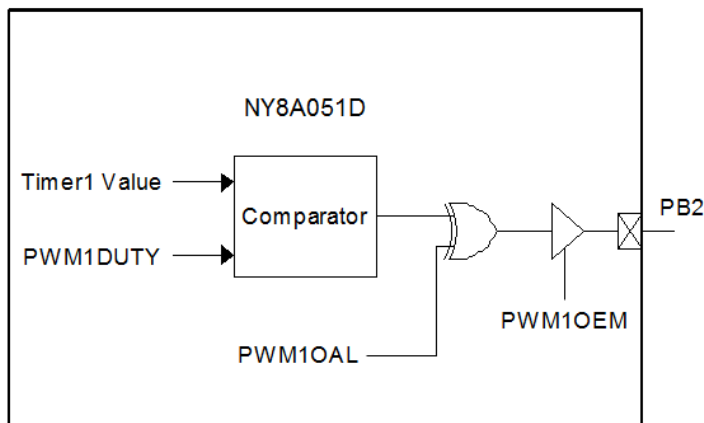 NY8A051D
Timer1 Value
Comparator
PB2
PWM1DUTY
PWM1OEM
PWM1OAL